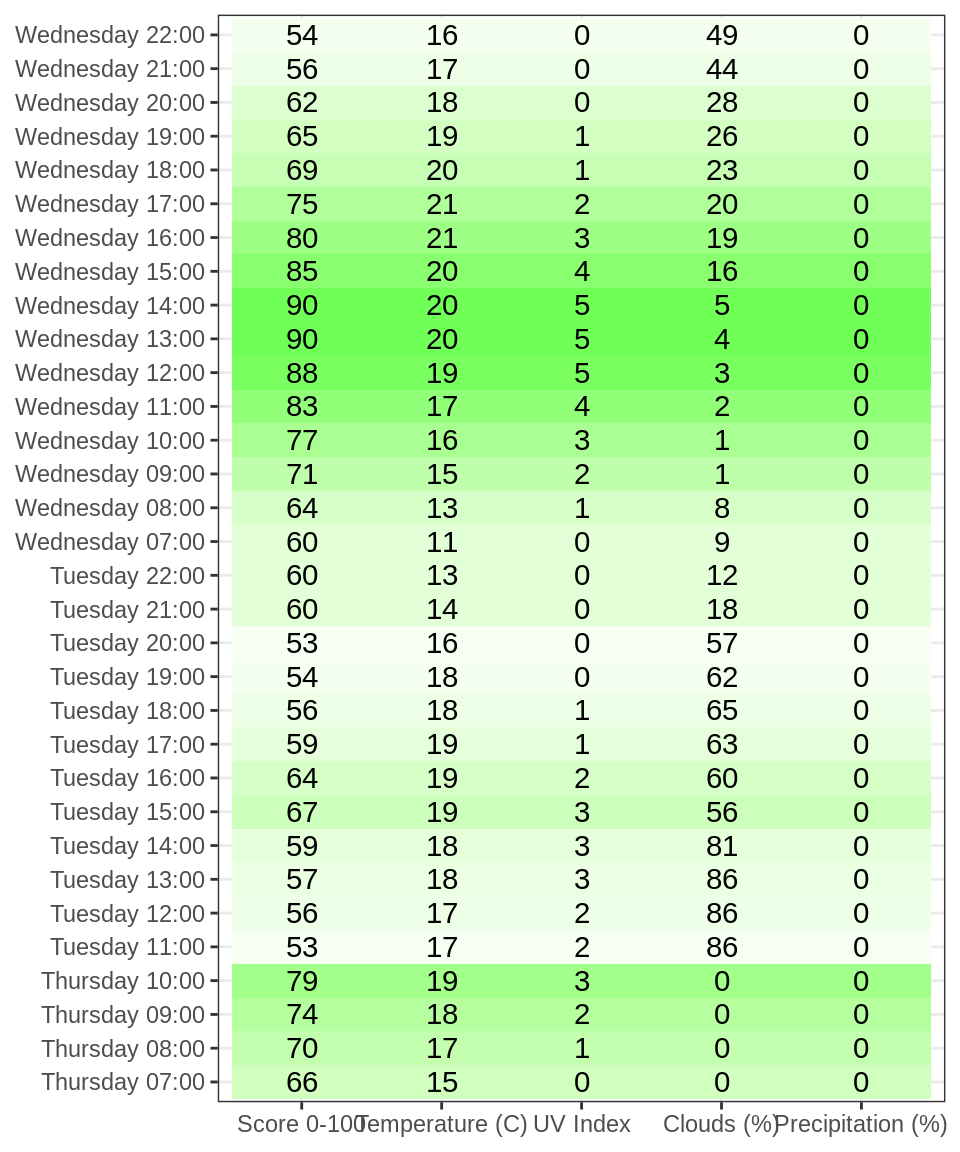 Wednesday 22:00 54 16 0 49 0
Wednesday 21:00 56 17 0 44 0
Wednesday 20:00 62 18 0 28 0
Wednesday 19:00 65 19 1 26 0
Wednesday 18:00 69 20 1 23 0
Wednesday 17:00 75 21 2 20 0
Wednesday 16:00 80 21 3 19 0
Wednesday 15:00 85 20 4 16 0
Wednesday 14:00 90 20 5 5 0
Wednesday 13:00 90 20 5 4 0
Wednesday 12:00 88 19 5 3 0
Wednesday 11:00 83 17 4 2 0
Wednesday 10:00 77 16 3 1 0
Wednesday 09:00 71 15 2 1 0
Wednesday 08:00 64 13 1 8 0
Wednesday 07:00 60 11 0 9 0
Tuesday 22:00 60 13 0 12 0
Tuesday 21:00 60 14 0 18 0
Tuesday 20:00 53 16 0 57 0
Tuesday 19:00 54 18 0 62 0
Tuesday 18:00 56 18 1 65 0
Tuesday 17:00 59 19 1 63 0
Tuesday 16:00 64 19 2 60 0
Tuesday 15:00 67 19 3 56 0
Tuesday 14:00 59 18 3 81 0
Tuesday 13:00 57 18 3 86 0
Tuesday 12:00 56 17 2 86 0
Tuesday 11:00 53 17 2 86 0
Thursday 10:00 79 19 3 0 0
Thursday 09:00 74 18 2 0 0
Thursday 08:00 70 17 1 0 0
Thursday 07:00 66 15 0 0 0
Score 0-100 Temperature (C) UV Index Clouds (%) Precipitation (%)